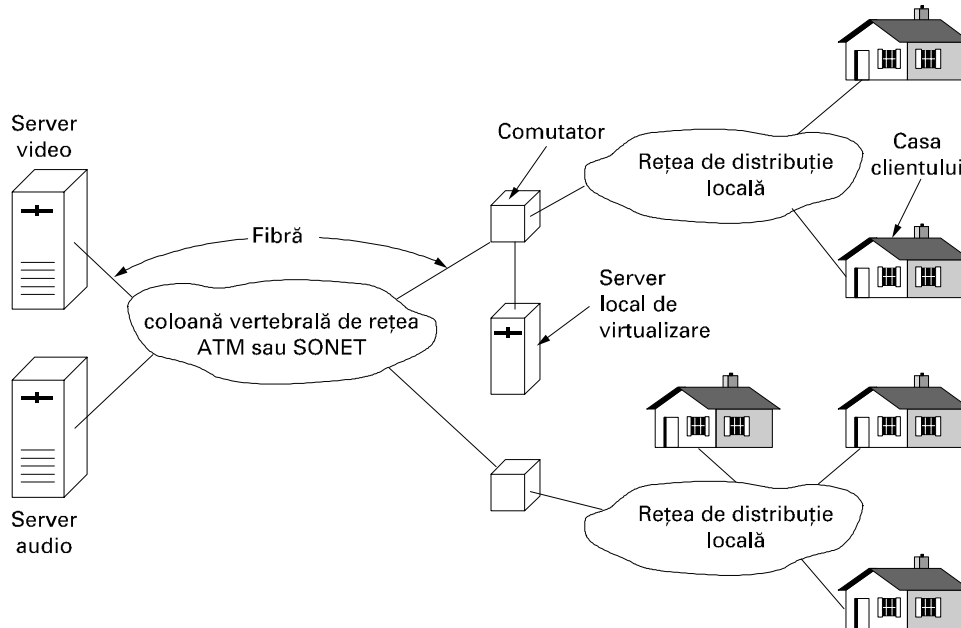 Server
video
Comutator
Rețea de distribuție
locală
Casa
clientului
Fibră
coloană vertebrală de rețea
ATM sau SONET
Server
local de
virtualizare
Server
audio
Rețea de distribuție
locală